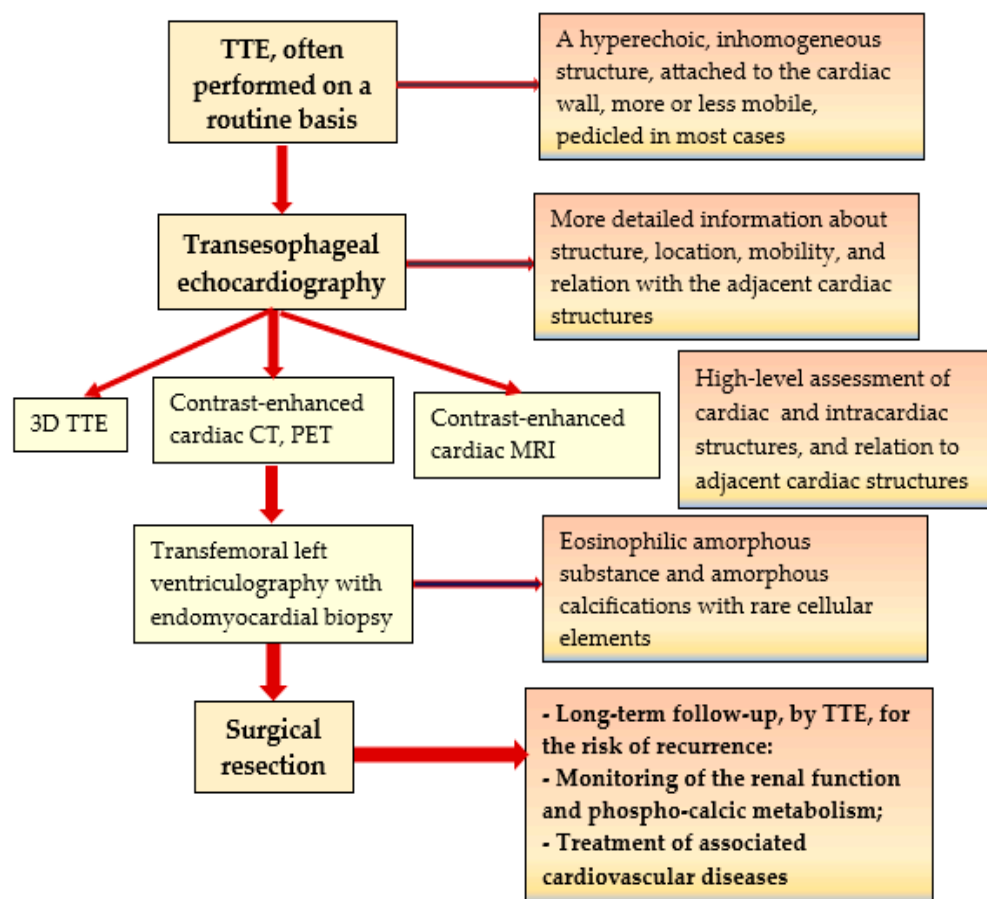 TTE, often
performed on a
routine basis
A hyperechoic, inhomogeneous
structure, attached to the cardiac
wall, more or less mobile,
pedicled in most cases
Transesophageal
echocardiography
More detailed information about
structure, location, mobility, and
relation with the adjacent cardiac
structures
3D TTE
Contrast-enhanced
cardiac CT, PET
Contrast-enhanced
cardiac MRI
High-level assessment of
cardiac and intracardiac
structures, and relation to
adjacent cardiac structures
Transfemoral left
ventriculography with
endomyocardial biopsy
Eosinophilic amorphous
substance and amorphous
calcifications with rare cellular
elements
Surgical
resection
- Long-term follow-up, by TTE, for
the risk of recurrence:
- Monitoring of the renal function
and phospho-calcic metabolism;
- Treatment of associated
cardiovascular diseases